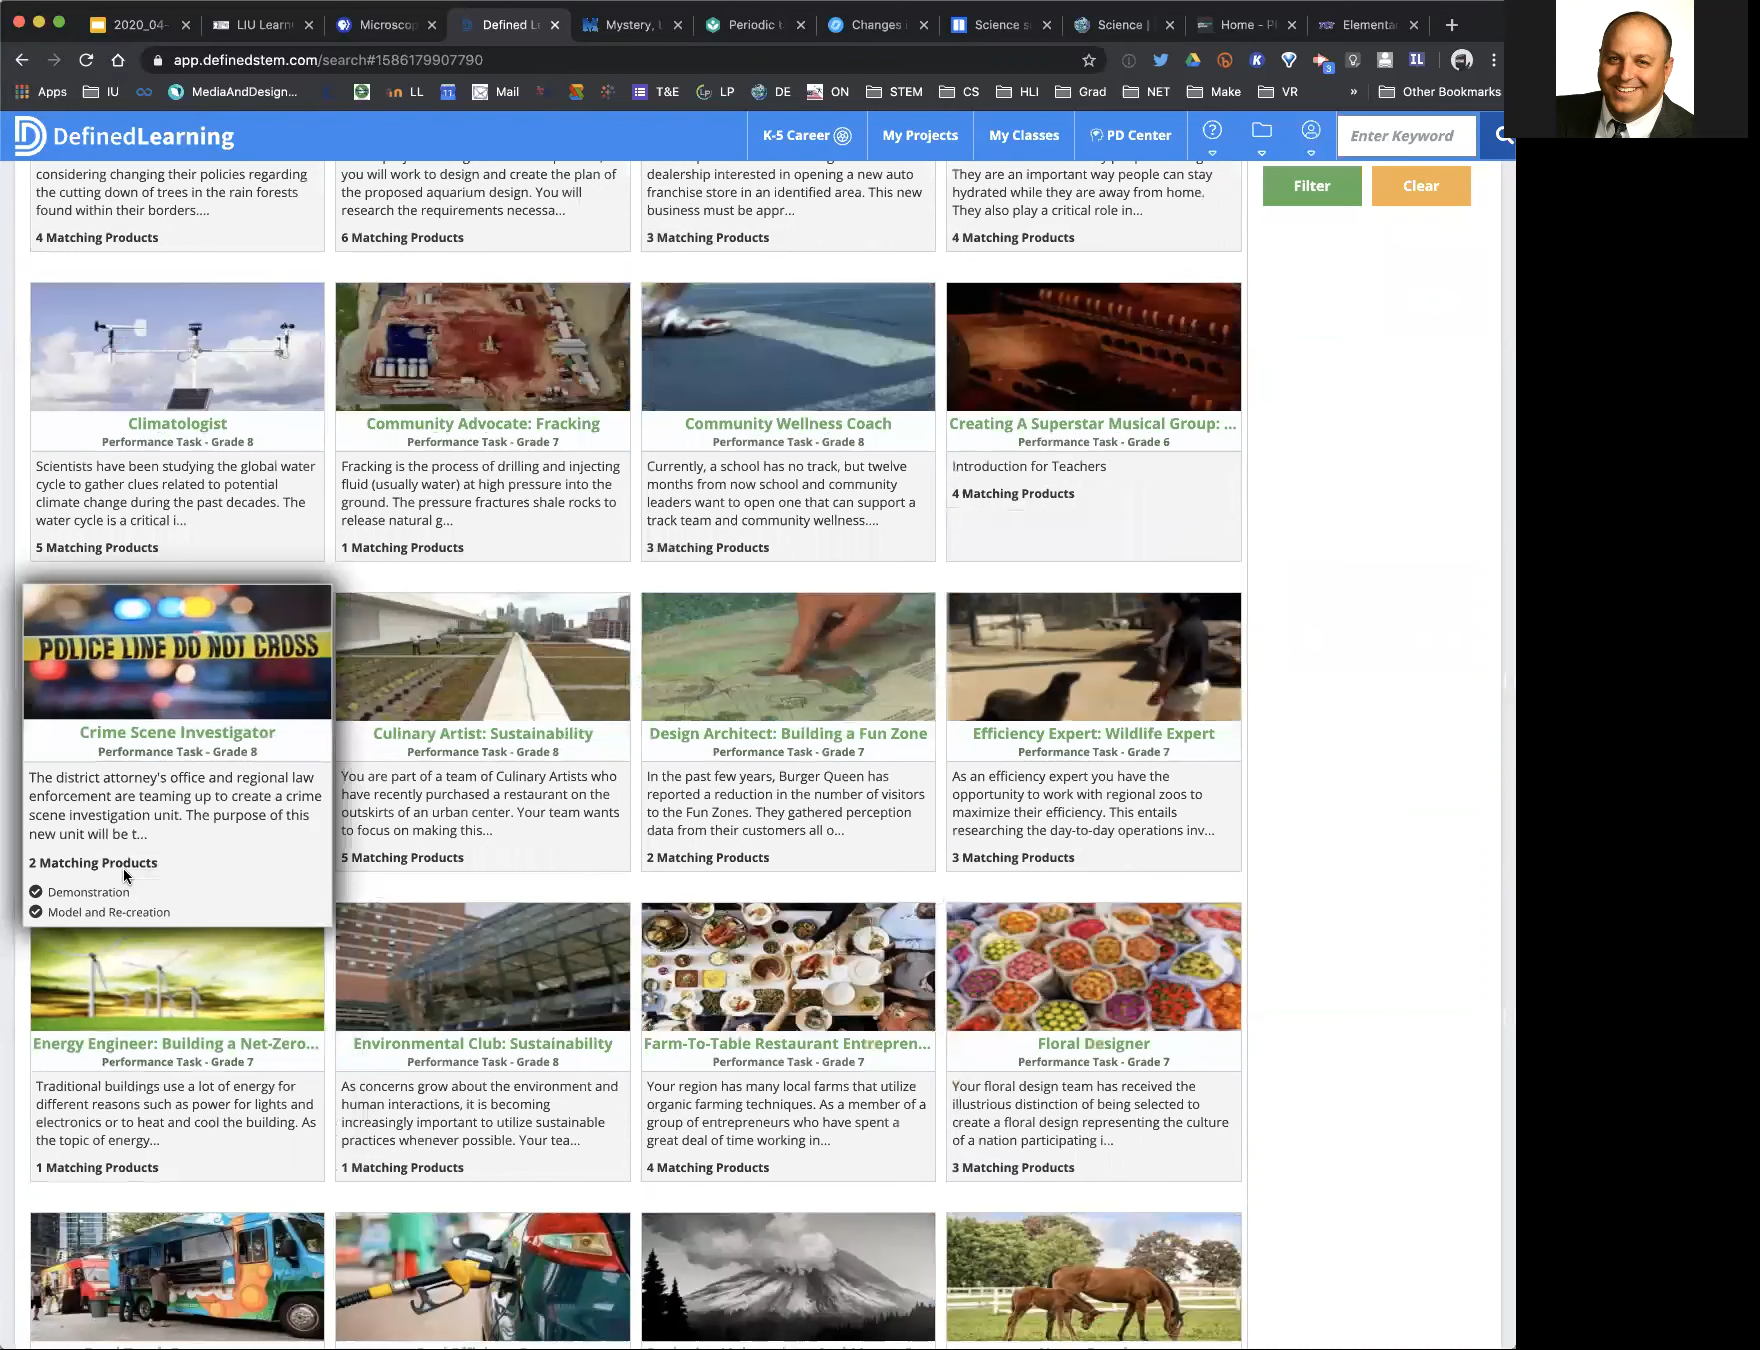 2020_04-
LIU Learn
Microscop
Defined Le
Mystery,
Periodic
Changes
Science s
Science |
Home - P
Elementa
app.definedstem.com/search#1586179907790
3
IL
Apps
IU
MediaAndDesign...
LL
Mail
T&E
LP
DE
ON
STEM
CS
HLI
Grad
NET
Make
VR
»
Other Bookmarks
DefinedLearning
K-5 Career
My Projects
My Classes
PD Center
Enter Keyword
Filter
Clear
considering changing their policies regarding
the cutting down of trees in the rain forests
found within their borders....
4 Matching Products
you will work to design and create the plan of
the proposed aquarium design. You will
research the requirements necessa...
6 Matching Products
dealership interested in opening a new auto
franchise store in an identified area. This new
business must be appr...
3 Matching Products
They are an important way people can stay
hydrated while they are away from home.
They also play a critical role in...
4 Matching Products
Climatologist
Performance Task - Grade 8
Scientists have been studying the global water
cycle to gather clues related to potential
climate change during the past decades. The
water cycle is a critical i...
5 Matching Products
Community Advocate: Fracking
Performance Task - Grade 7
Fracking is the process of drilling and injecting
fluid (usually water) at high pressure into the
ground. The pressure fractures shale rocks to
release natural g...
1 Matching Products
Community Wellness Coach
Performance Task - Grade 8
Currently, a school has no track, but twelve
months from now school and community
leaders want to open one that can support a
track team and community wellness....
3 Matching Products
Creating A Superstar Musical Group: ...
Performance Task - Grade 6
Introduction for Teachers
4 Matching Products
POLICE LINE DO NOT CROSS
Crime Scene Investigator
Performance Task - Grade 8
The district attorney's office and regional law
enforcement are teaming up to create a crime
scene investigation unit. The purpose of this
new unit will be t...
2 Matching Products
Demonstration
Model and Re-creation
Culinary Artist: Sustainability
Performance Task - Grade 8
You are part of a team of Culinary Artists who
have recently purchased a restaurant on the
outskirts of an urban center. Your team wants
to focus on making this...
5 Matching Products
Design Architect: Building a Fun Zone
Performance Task - Grade 7
In the past few years, Burger Queen has
reported a reduction in the number of visitors
to the Fun Zones. They gathered perception
data from their customers all o...
2 Matching Products
Efficiency Expert: Wildlife Expert
Performance Task - Grade 7
As an efficiency expert you have the
opportunity to work with regional zoos to
maximize their efficiency. This entails
researching the day-to-day operations inv...
3 Matching Products
Energy Engineer: Building a Net-Zero...
Performance Task - Grade 7
Traditional buildings use a lot of energy for
different reasons such as power for lights and
electronics or to heat and cool the building. As
the topic of energy...
1 Matching Products
Environmental Club: Sustainability
Performance Task - Grade 8
As concerns grow about the environment and
human interactions, it is becoming
increasingly important to utilize sustainable
practices whenever possible. Your tea...
1 Matching Products
Farm-To-Table Restaurant Entrepren...
Performance Task - Grade 7
Your region has many local farms that utilize
organic farming techniques. As a member of a
group of entrepreneurs who have spent a
great deal of time working in...
4 Matching Products
Floral Designer
Performance Task - Grade 7
Your floral design team has received the
illustrious distinction of being selected to
create a floral design representing the culture
of a nation participating i...
3 Matching Products